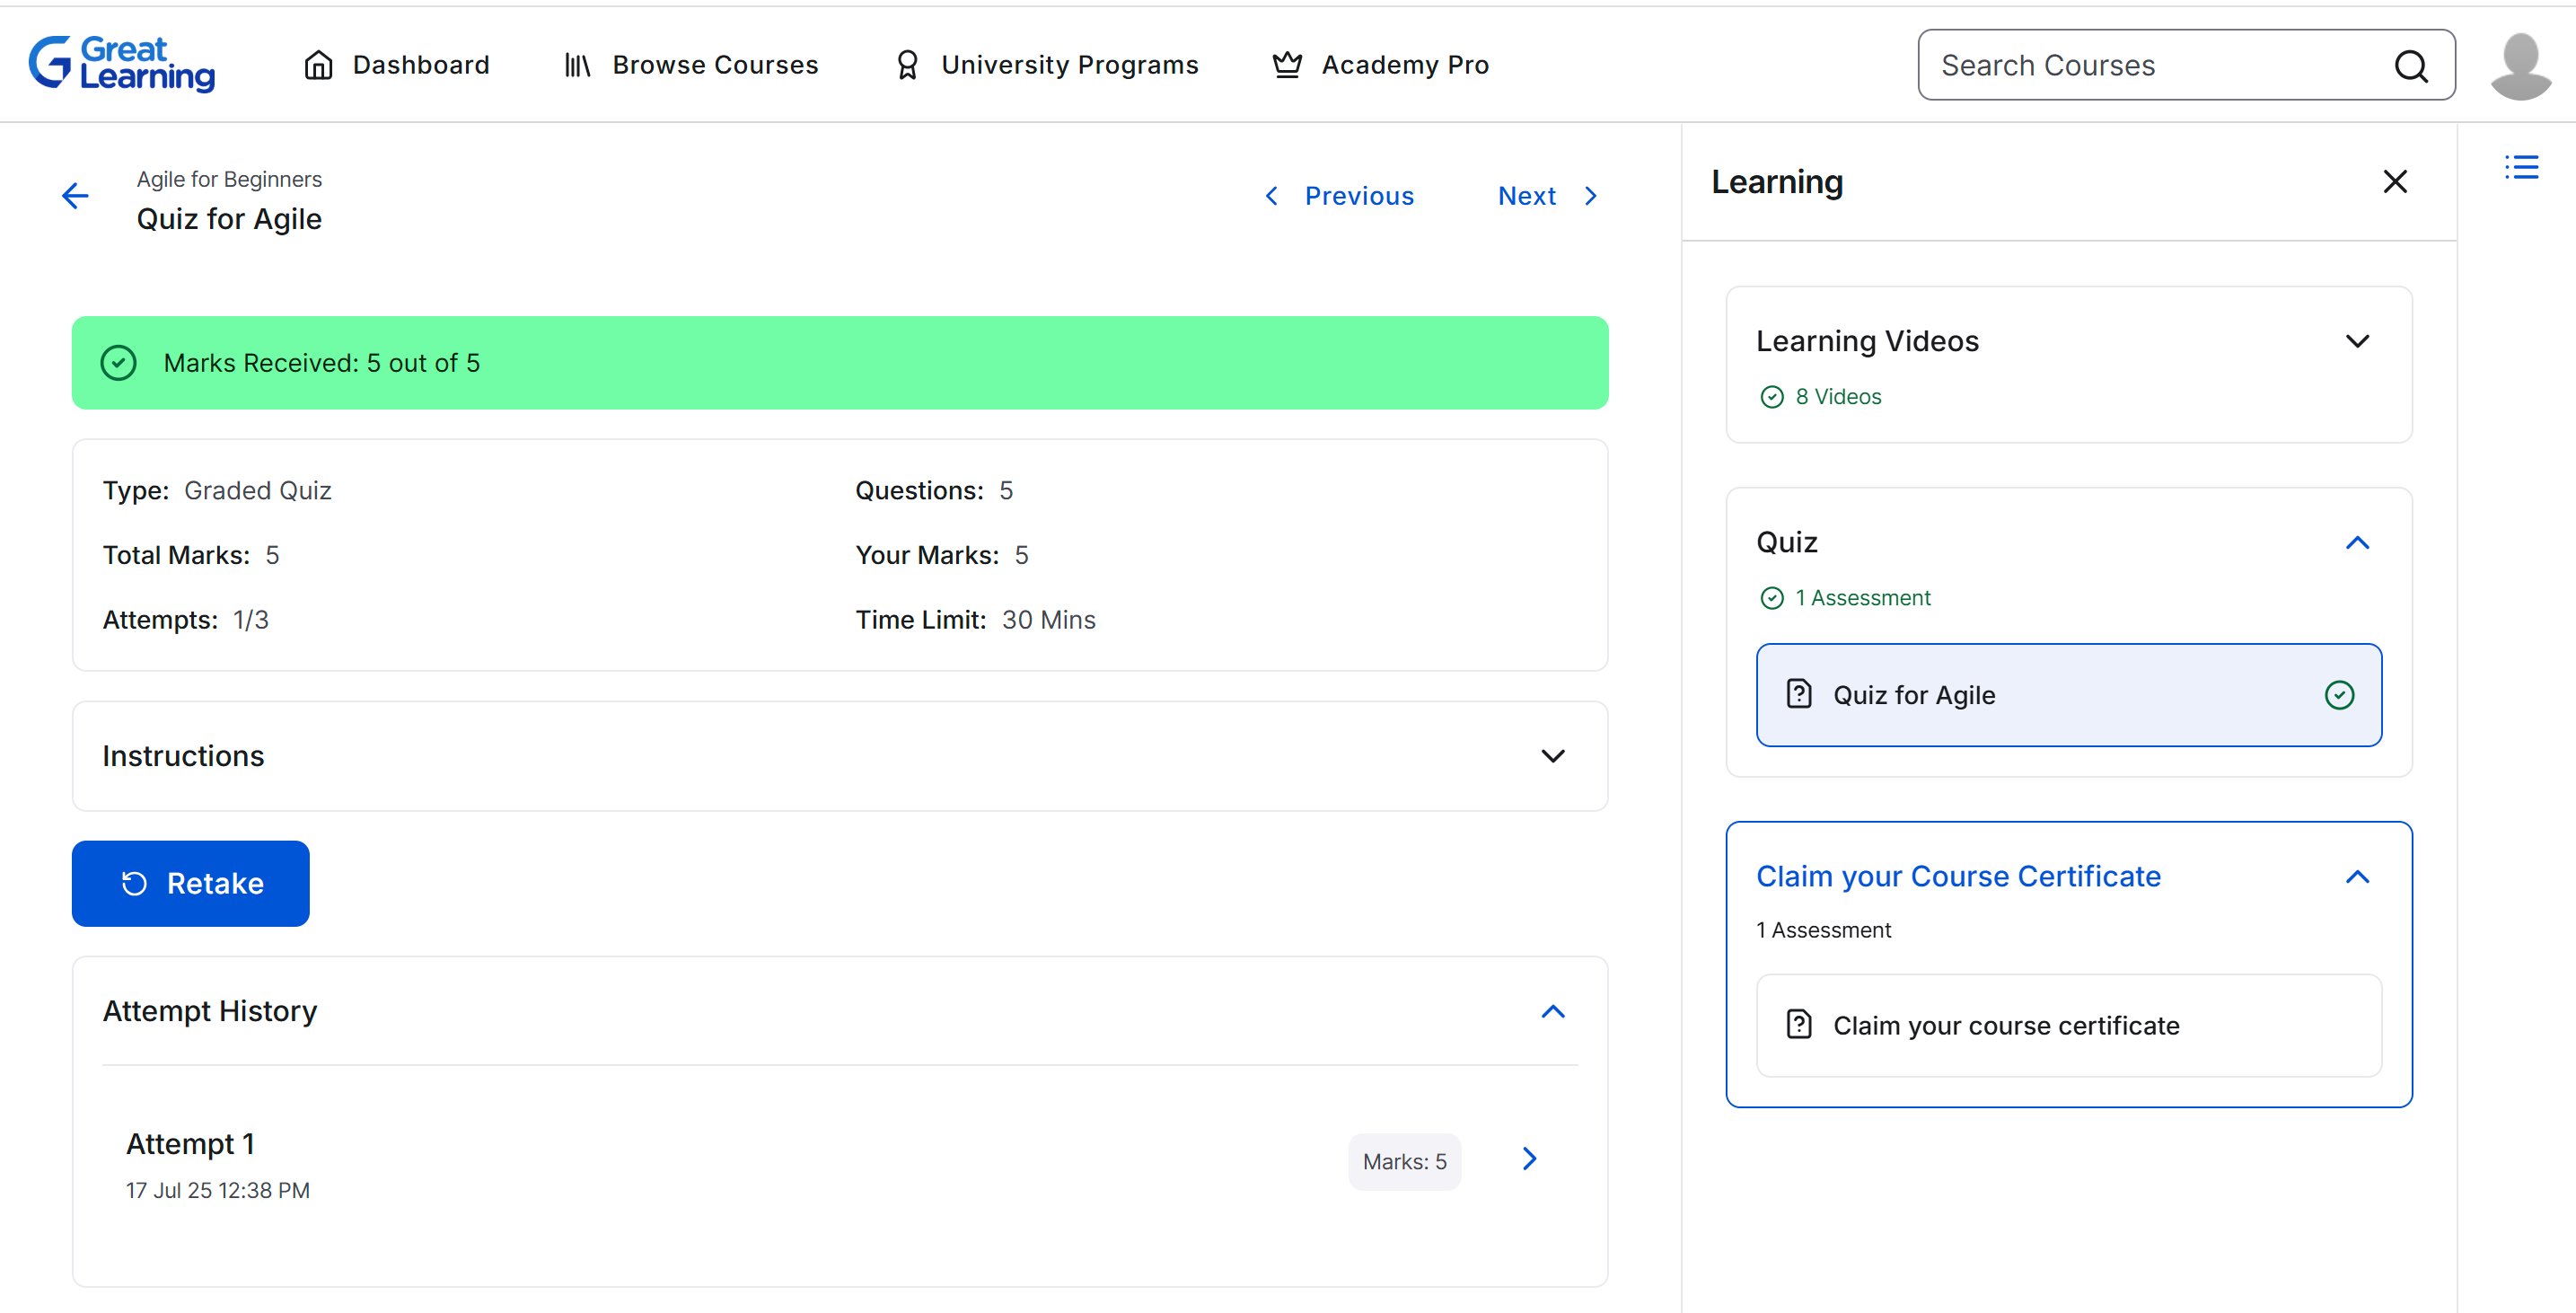 Great
Learning
Dashboard
Browse Courses
University Programs
Academy Pro
Search Courses
Agile for Beginners
Quiz for Agile
Previous
Next
Marks Received: 5 out of 5
Type: Graded Quiz
Questions: 5
Total Marks: 5
Your Marks: 5
Attempts: 1/3
Time Limit: 30 Mins
Instructions
Retake
Attempt History
Attempt 1
17 Jul 25 12:38 PM
Marks: 5
Learning
Learning Videos
8 Videos
Quiz
1 Assessment
Quiz for Agile
Claim your Course Certificate
1 Assessment
Claim your course certificate